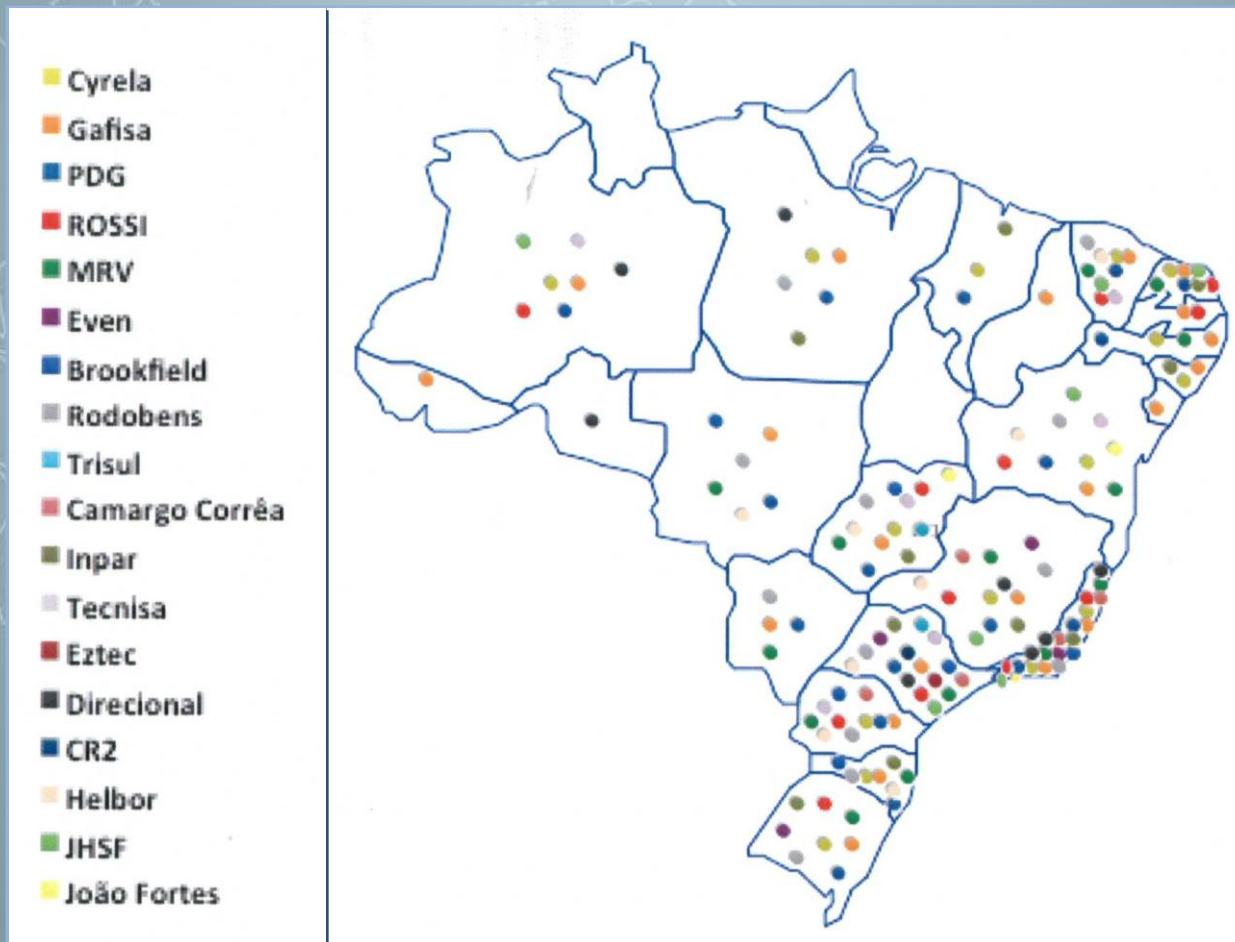 Cyrela
Gafisa
PDG
ROSSI
MRV
Even
Brookfield
Rodobens
Trisul
Camargo Corrêa
Inpar
Tecnisa
Eztec
Direcional
CR2
Helbor
JHSF
João Fortes